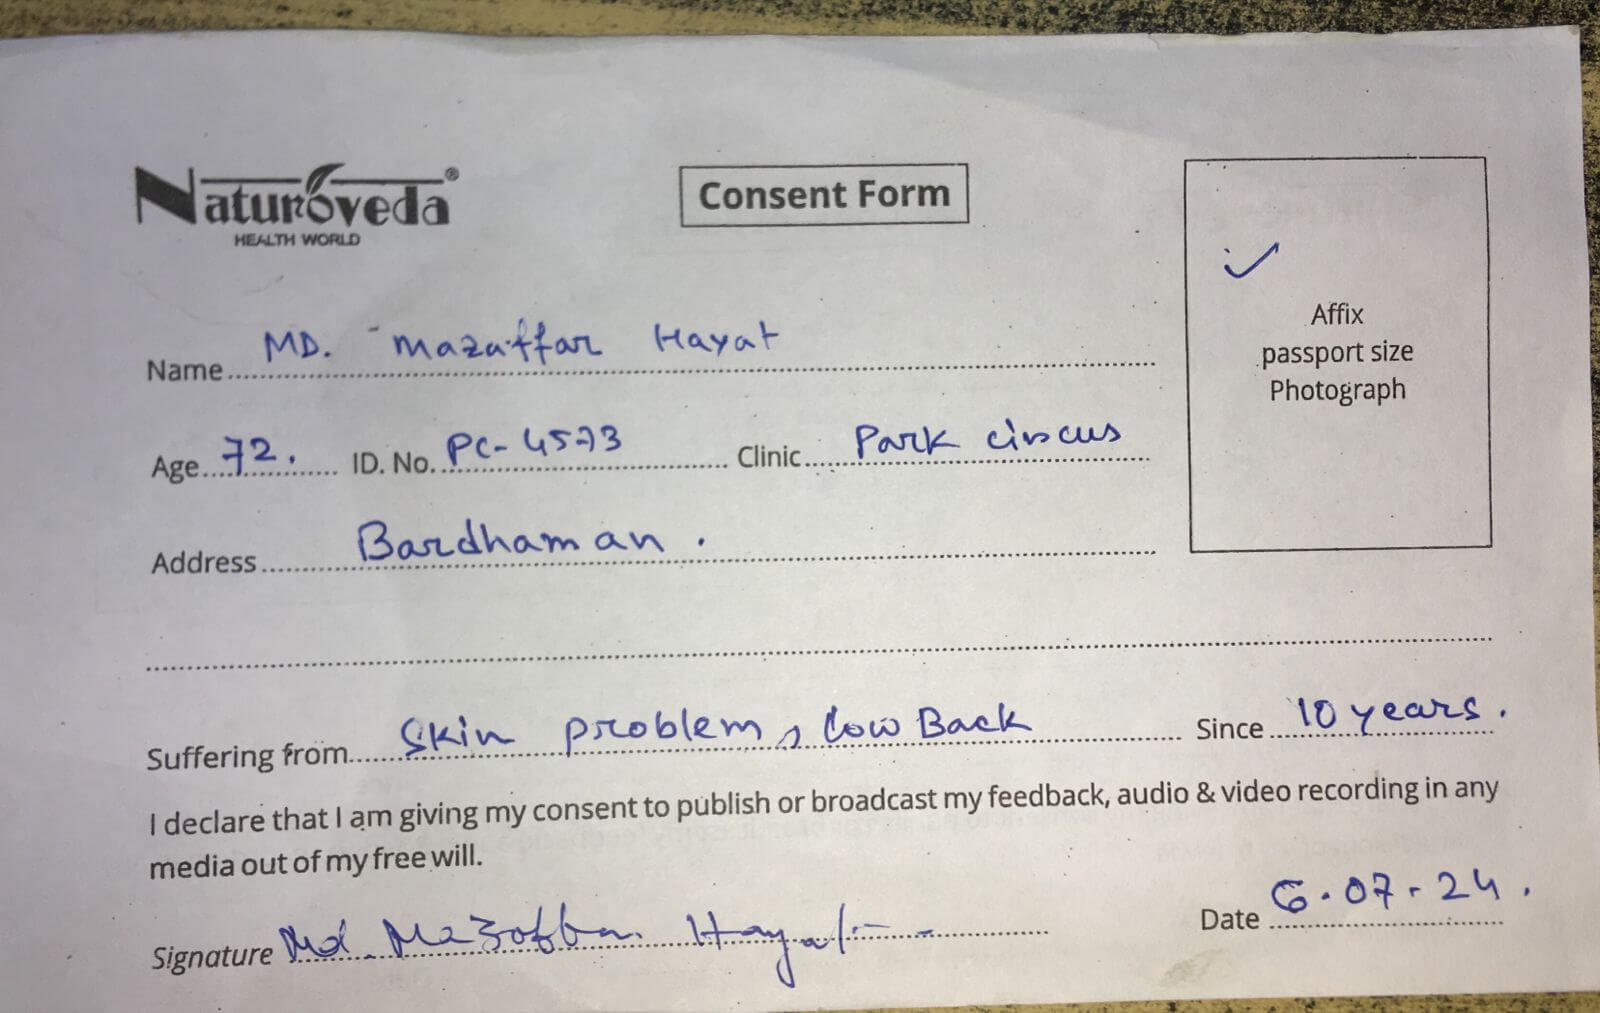 Naturoveda®
HEALTH WORLD
Consent Form
Affix
passport size
Photograph
Name MD. Mazaffar Hayat
Age 72. ID. No. PC-4573 Clinic Park circus
Address Bardhaman.
Suffering from Skin problem, low Back Since 10 years.
I declare that I am giving my consent to publish or broadcast my feedback, audio & video recording in any
media out of my free will.
Signature Md. Mazaffar Hayat Date 6.07-24.